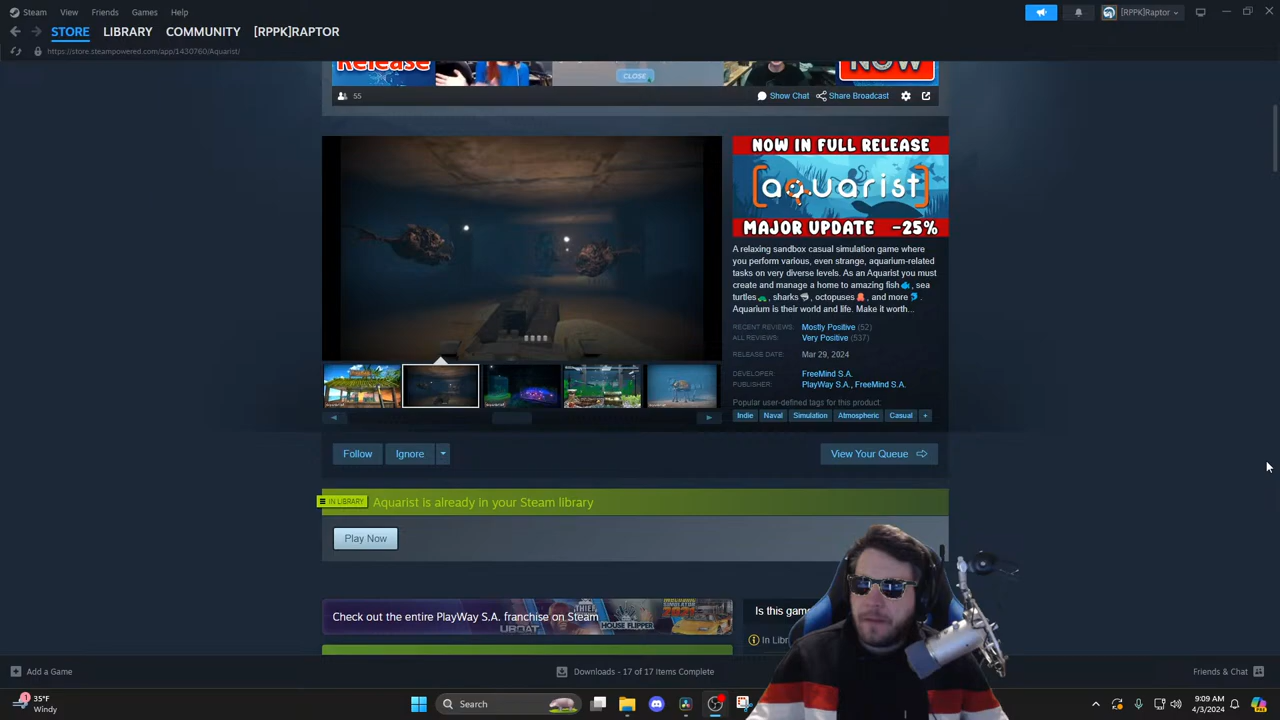 Steam View Friends Games Help
[RPPK]Raptor
STORE LIBRARY COMMUNITY [RPPK]RAPTOR
https://store.steampowered.com/app/1430760/Aquarist/
Release
CLOSE
NOW
55
Show Chat Share Broadcast
NOW IN FULL RELEASE
[aquarist]
MAJOR UPDATE -25%
A relaxing sandbox casual simulation game where
you perform various, even strange, aquarium-related
tasks on very diverse levels. As an Aquarist you must
create and manage a home to amazing fish, sea
turtles, sharks, octopuses, and more.
Aquarium is their world and life. Make it worth...
RECENT REVIEWS: Mostly Positive (52)
ALL REVIEWS: Very Positive (537)
RELEASE DATE: Mar 29, 2024
DEVELOPER: FreeMind S.A.
PUBLISHER: PlayWay S.A., FreeMind S.A.
Popular user-defined tags for this product:
Indie Naval Simulation Atmospheric Casual +
Follow Ignore View Your Queue
IN LIBRARY Aquarist is already in your Steam library
Play Now
Check out the entire PlayWay S.A. franchise on Steam
THIEF
UBOAT
HOUSE FLIPPER
Is this gam
In Libr
Add a Game Downloads - 17 of 17 Items Complete Friends & Chat
35°F
Windy
Search
9:09 AM
4/3/2024